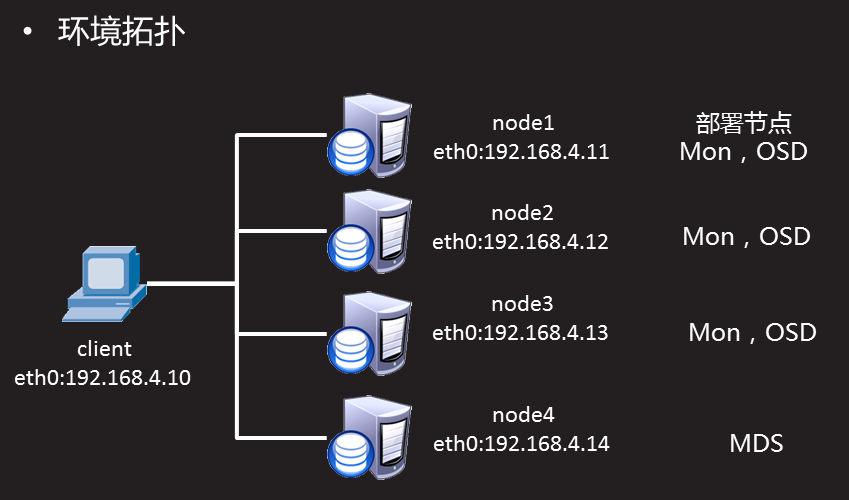 • 环境拓扑
node1
eth0:192.168.4.11
部署节点
Mon，OSD
node2
eth0:192.168.4.12
Mon，OSD
node3
eth0:192.168.4.13
Mon，OSD
client
eth0:192.168.4.10
node4
eth0:192.168.4.14
MDS